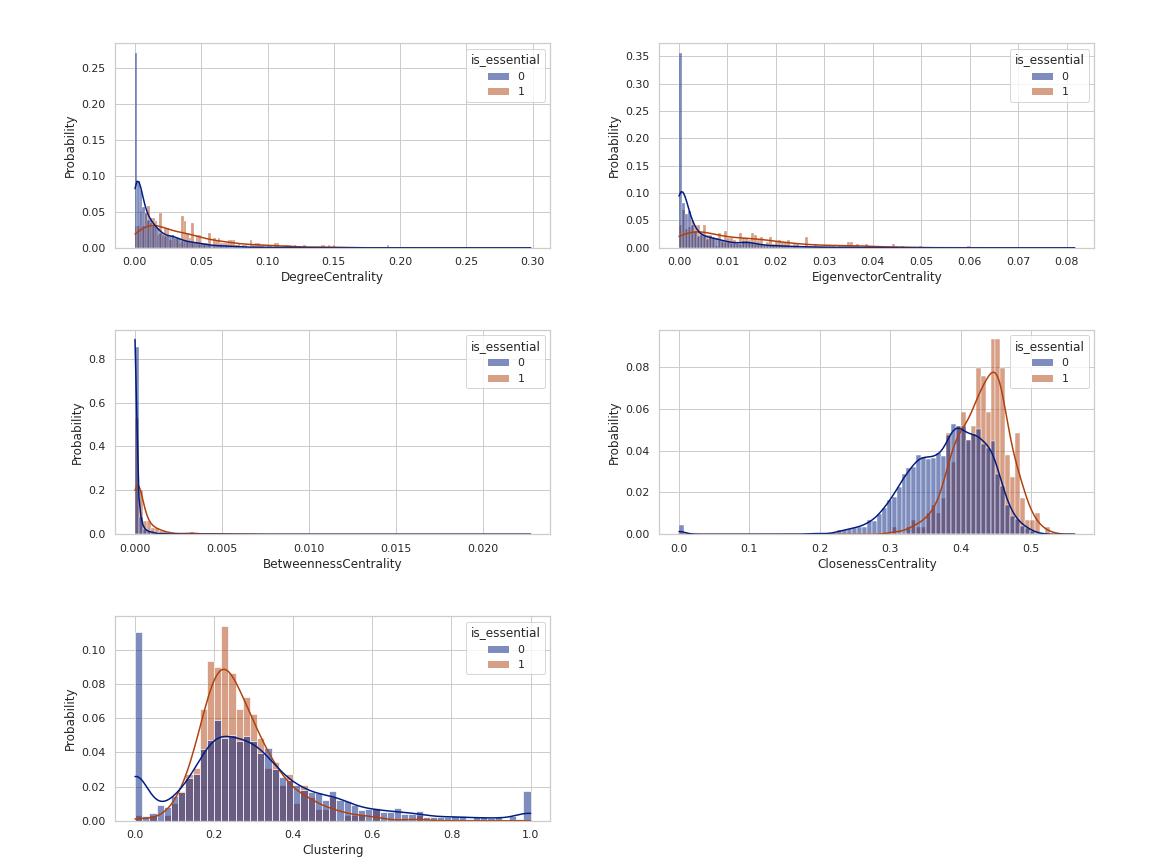 is_essential
0
1
0.25
0.20
0.15
0.10
0.05
0.00
Probability
0.00 0.05 0.10 0.15 0.20 0.25 0.30
DegreeCentrality
is_essential
0
1
0.35
0.30
0.25
0.20
0.15
0.10
0.05
0.00
Probability
0.00 0.01 0.02 0.03 0.04 0.05 0.06 0.07 0.08
EigenvectorCentrality
is_essential
0
1
0.8
0.6
0.4
0.2
0.0
Probability
0.000 0.005 0.010 0.015 0.020
BetweennessCentrality
is_essential
0
1
0.08
0.06
0.04
0.02
0.00
Probability
0.0 0.1 0.2 0.3 0.4 0.5
ClosenessCentrality
is_essential
0
1
0.10
0.08
0.06
0.04
0.02
0.00
Probability
0.0 0.2 0.4 0.6 0.8 1.0
Clustering